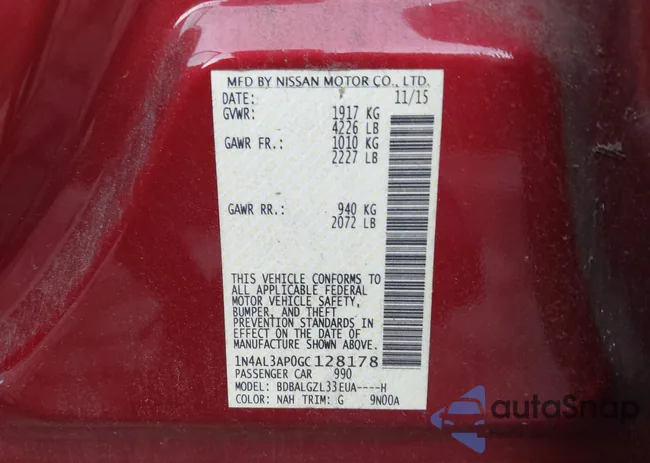 MFD BY NISSAN MOTOR CO., LTD.
DATE: 11/15
GVWR: 1917 KG
4226 LB
GAWR FR.: 1010 KG
2227 LB
GAWR RR.: 940 KG
2072 LB
THIS VEHICLE CONFORMS TO
ALL APPLICABLE FEDERAL
MOTOR VEHICLE SAFETY,
BUMPER, AND THEFT
PREVENTION STANDARDS IN
EFFECT ON THE DATE OF
MANUFACTURE SHOWN ABOVE.
1N4AL3AP0GC128178
PASSENGER CAR 990
MODEL: BDBALGZL33EUA----H
COLOR: NAH TRIM: G 9N00A
autoSnap